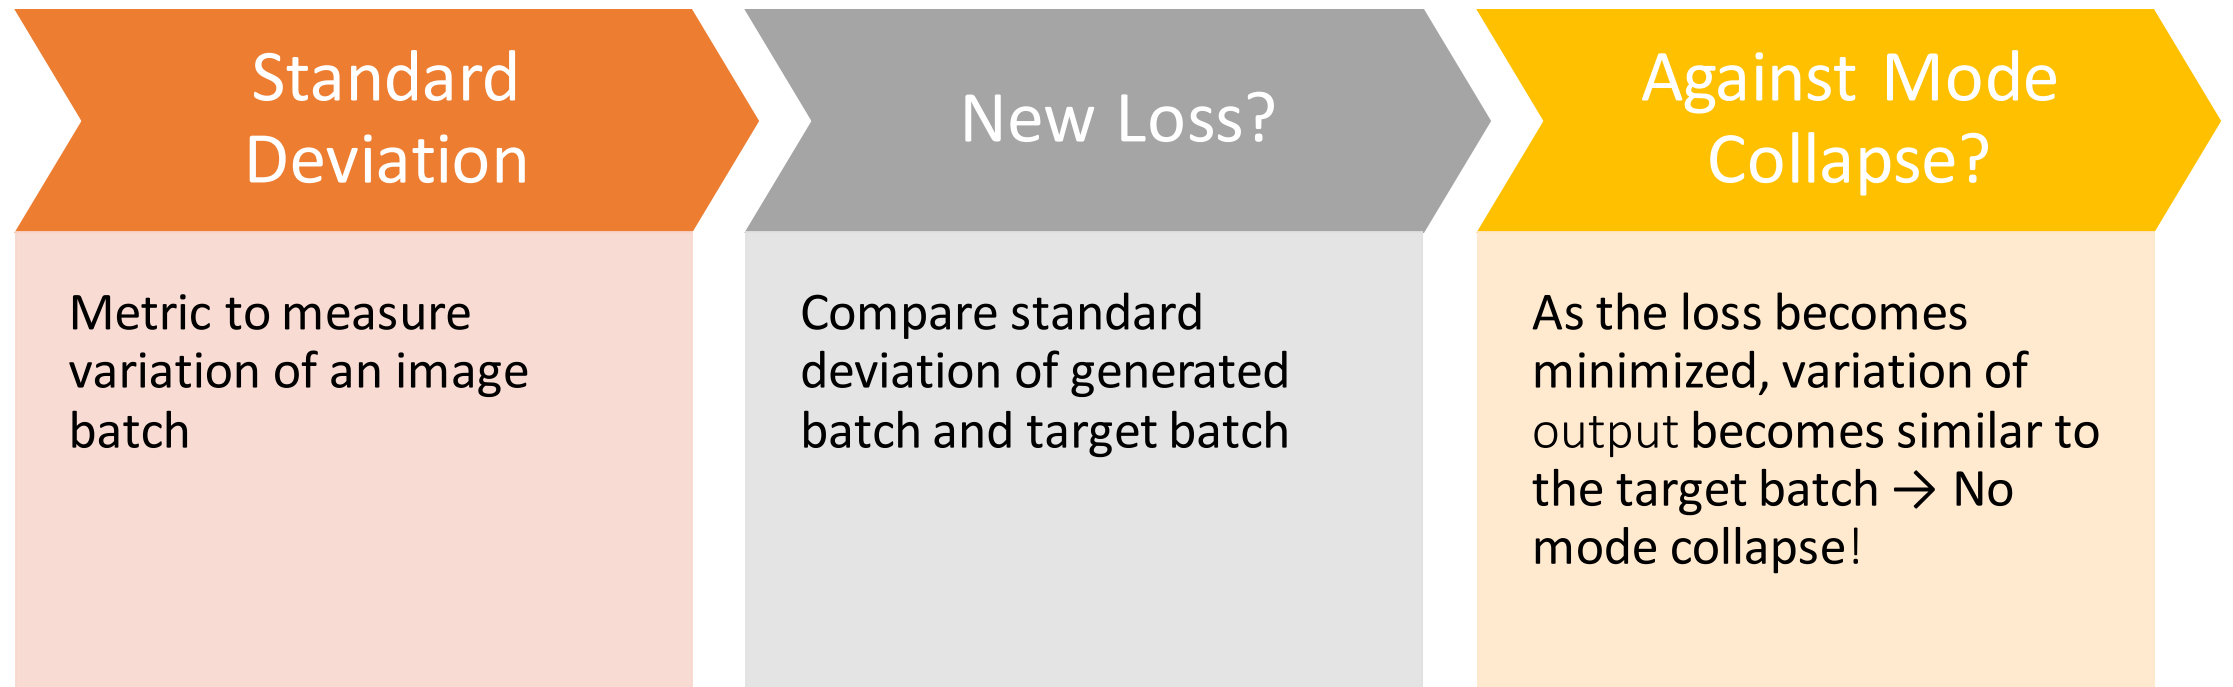 Standard
Deviation
Metric to measure
variation of an image
batch
New Loss?
Compare standard
deviation of generated
batch and target batch
Against Mode
Collapse?
As the loss becomes
minimized, variation of
output becomes similar to
the target batch → No
mode collapse!